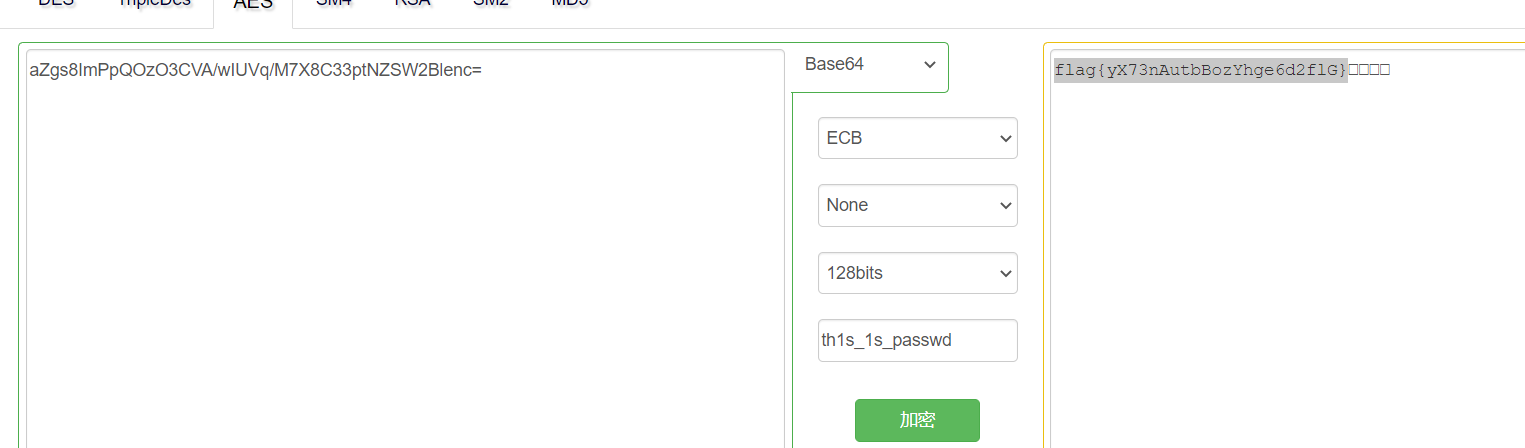 DES TripleDes AES SM4 RSA SM2 MD5
aZgs8ImPpQOzO3CVA/wIUVq/M7X8C33ptNZSW2Blenc=
Base64
flag{yX73nAutbBozYhge6d2flG}□□□□
ECB
None
128bits
th1s_1s_passwd
加密